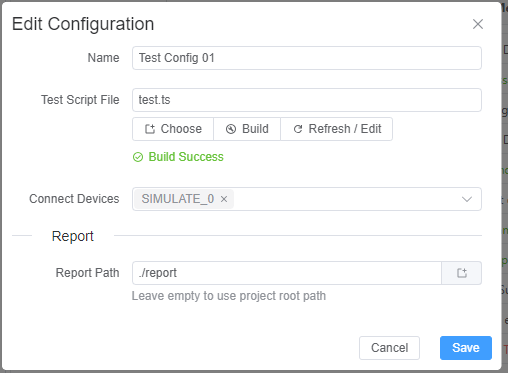 Edit Configuration
Name
Test Config 01
Test Script File
test.ts
Choose
Build
Refresh / Edit
Build Success
Connect Devices
SIMULATE_0
Report
Report Path
./report
Leave empty to use project root path
Cancel
Save